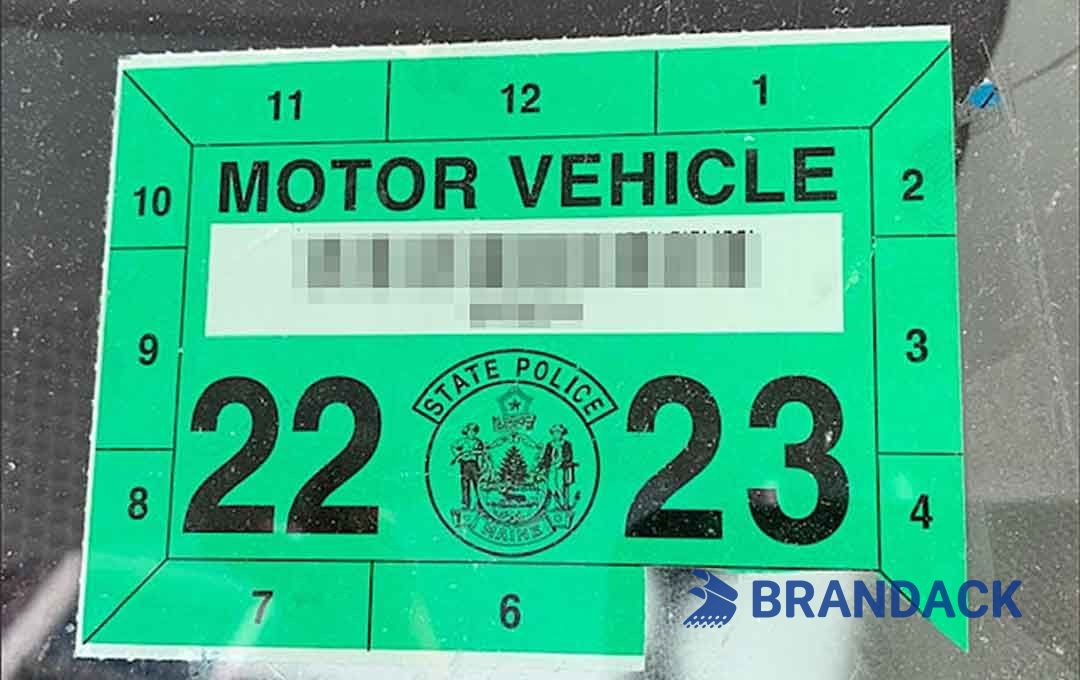 11 12 1
10 MOTOR VEHICLE 2
9 3
STATE POLICE
22 23
8 4
MAINE
7 6
BRANDACK